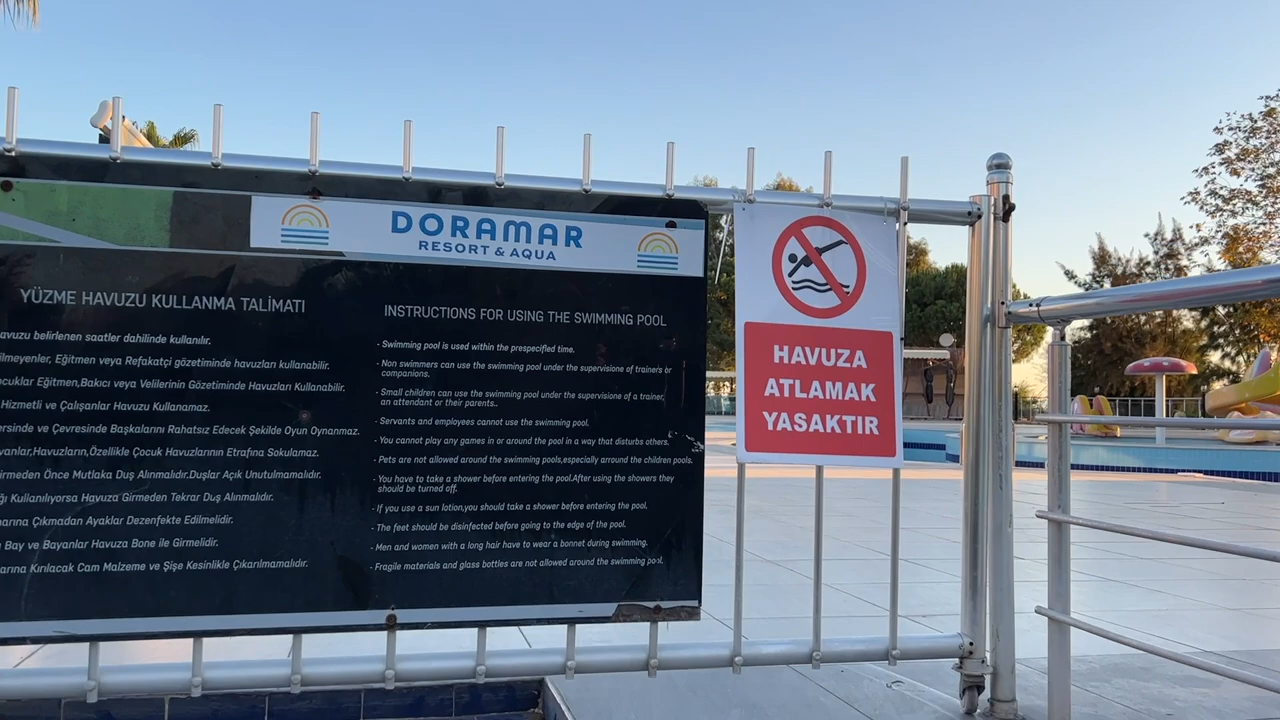 DORAMAR
RESORT & AQUA
YÜZME HAVUZU KULLANMA TALİMATI
belirlenen saatler dahilinde kullanılır.
Eğitmen veya Refakatçi gözetiminde havuzları kullanabilir.
Eğitmen,Bakıcı veya Velilerinin Gözetiminde Havuzları Kullanabilir.
Hizmetli ve Çalışanlar Havuzu Kullanamaz.
ve Çevresinde Başkalarını Rahatsız Edecek Şekilde Oyun Oynanmaz.
Havuzların,Özellikle Çocuk Havuzlarının Etrafına Sokulamaz.
Önce Mutlaka Duş Alınmalıdır.Duşlar Açık Unutulmamalıdır.
Kullanılıyorsa Havuza Girmeden Tekrar Duş Alınmalıdır.
Çıkmadan Ayaklar Dezenfekte Edilmelidir.
Bay ve Bayanlar Havuza Bone ile Girmelidir.
Kırılacak Cam Malzeme ve Şişe Kesinlikle Çıkarılmamalıdır.
INSTRUCTIONS FOR USING THE SWIMMING POOL
- Swimming pool is used within the prespecified time.
- Non swimmers can use the swimming pool under the supervisione of trainers or
companions.
- Small children can use the swimming pool under the supervision of a trainer,
an attendant or their parents..
- Servants and employees cannot use the swimming pool.
- You cannot play any games in or around the pool in a way that disturbs others.
- Pets are not allowed around the swimming pools,especially arround the children pools.
- You have to take a shower before entering the pool.After using the showers they
should be turned off.
- If you use a sun lotion,you should take a shower before entering the pool.
- The feet should be disinfected before going to the edge of the pool.
- Men and women with a long hair have to wear a bonnet during swimming.
- Fragile materials and glass bottles are not allowed around the swimming pool.
HAVUZA
ATLAMAK
YASAKTIR